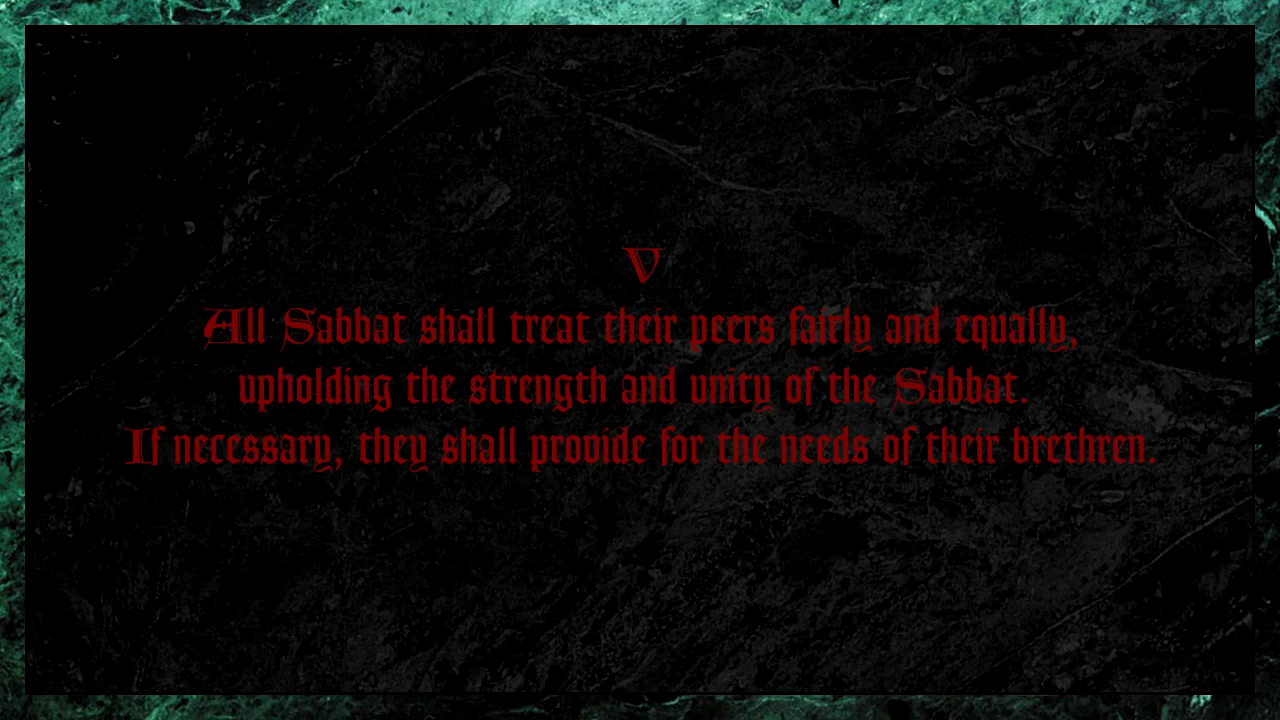 V
All Sabbat shall treat their peers fairly and equally,
upholding the strength and unity of the Sabbat.
If necessary, they shall provide for the needs of their brethren.